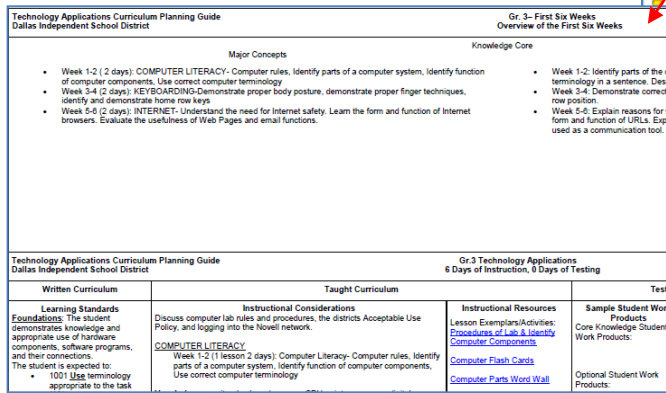 Technology Applications Curriculum Planning Guide
Dallas Independent School District
Gr. 3– First Six Weeks
Overview of the First Six Weeks
Knowledge Core
Major Concepts
• Week 1-2 ( 2 days): COMPUTER LITERACY- Computer rules, Identify parts of a computer system, Identify function
of computer components, Use correct computer terminology
• Week 3-4 (2 days): KEYBOARDING-Demonstrate proper body posture, demonstrate proper finger techniques,
identify and demonstrate home row keys
• Week 5-6 (2 days): INTERNET- Understand the need for Internet safety. Learn the form and function of Internet
browsers. Evaluate the usefulness of Web Pages and email functions.
• Week 1-2: Identify parts of the
terminology in a sentence.
• Week 3-4: Demonstrate correct
row position.
• Week 5-6: Explain reasons for
form and function of URLs.
used as a communication tool.
Technology Applications Curriculum Planning Guide
Dallas Independent School District
Gr.3 Technology Applications
6 Days of Instruction, 0 Days of Testing
Written Curriculum
Taught Curriculum
Learning Standards
Foundations: The student
demonstrates knowledge and
appropriate use of hardware
components, software programs,
and their connections.
The student is expected to:
• 1001 Use terminology
appropriate to the task
Instructional Considerations
Discuss computer lab rules and procedures, the districts Acceptable Use
Policy, and logging into the Novell network.
COMPUTER LITERACY
Week 1-2 (1 lesson 2 days): Computer Literacy- Computer rules, Identify
parts of a computer system, Identify function of computer components,
Use correct computer terminology
Instructional Resources
Lesson Exemplars/Activities:
Procedures of Lab & Identify
Computer Components
Computer Flash Cards
Computer Parts Word Wall
Sample Student
Products
Core Knowledge Student
Work Products:
Optional Student Work
Products: